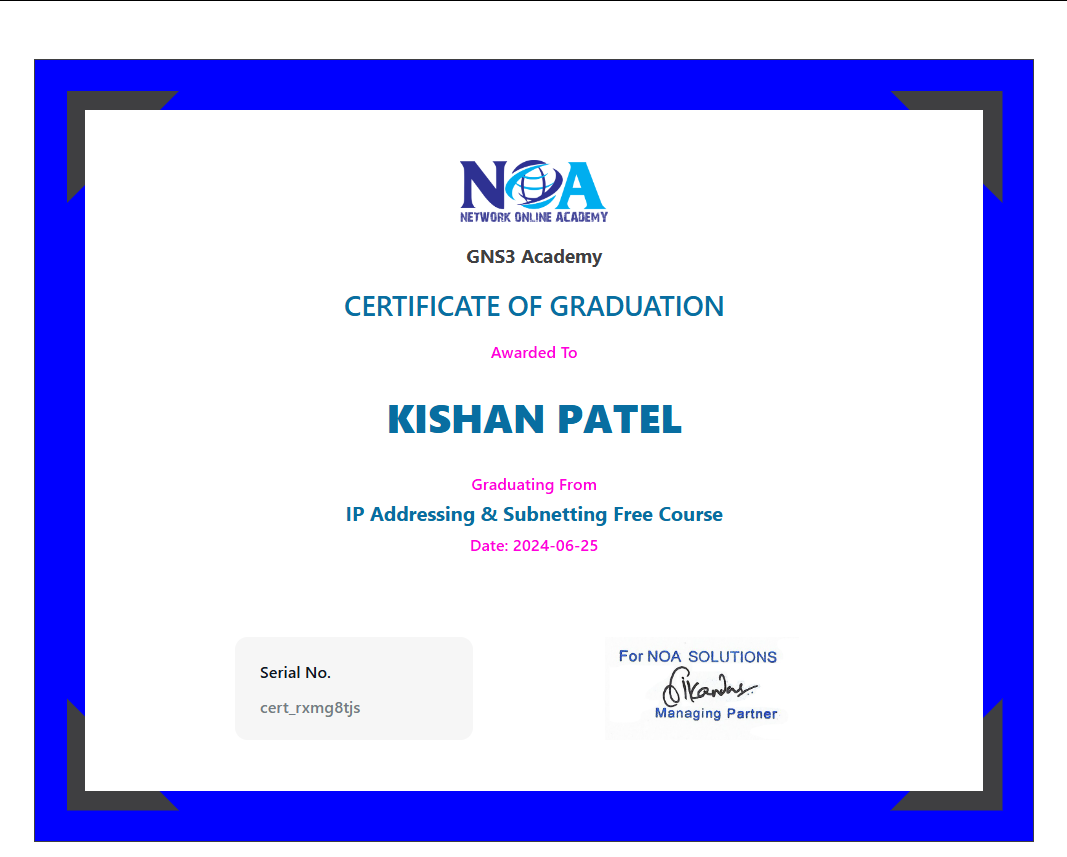 NOA
NETWORK ONLINE ACADEMY
GNS3 Academy
CERTIFICATE OF GRADUATION
Awarded To
KISHAN PATEL
Graduating From
IP Addressing & Subnetting Free Course
Date: 2024-06-25
Serial No.
cert_rxmg8tjs
For NOA SOLUTIONS
Managing Partner